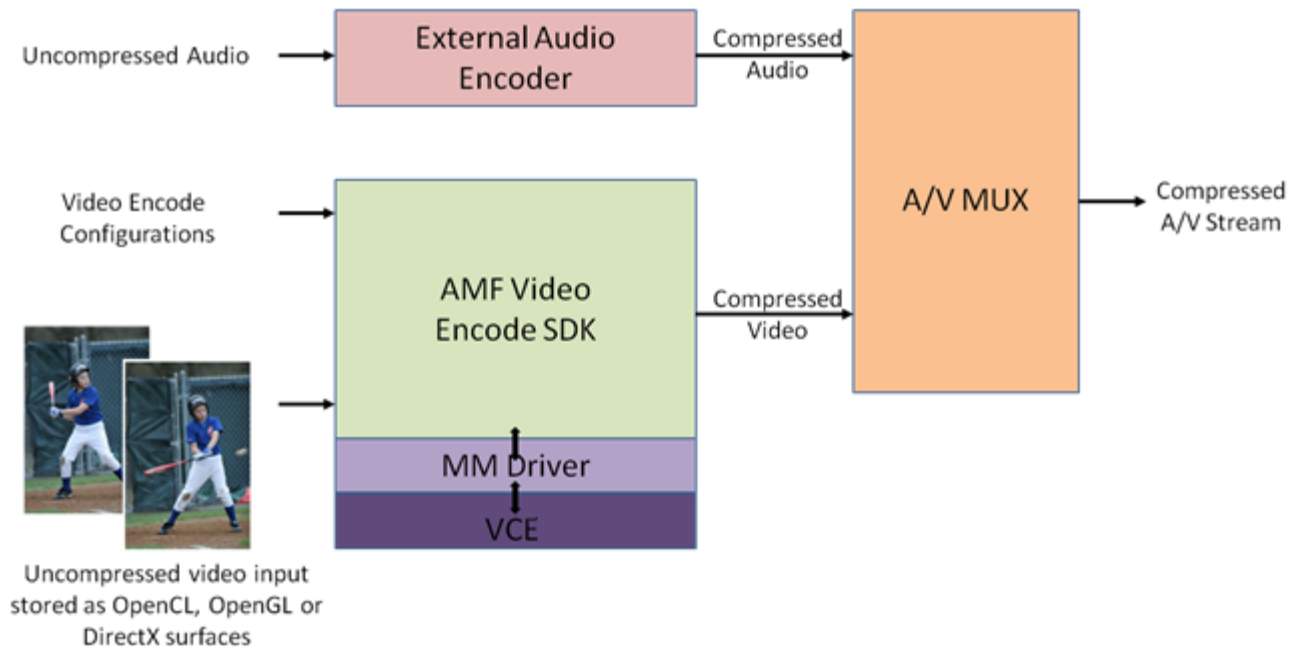 Uncompressed Audio
External Audio
Encoder
Compressed
Audio
A/V MUX
Compressed
A/V Stream
Video Encode
Configurations
AMF Video
Encode SDK
Compressed
Video
MM Driver
VCE
Uncompressed video input
stored as OpenCL, OpenGL or
DirectX surfaces